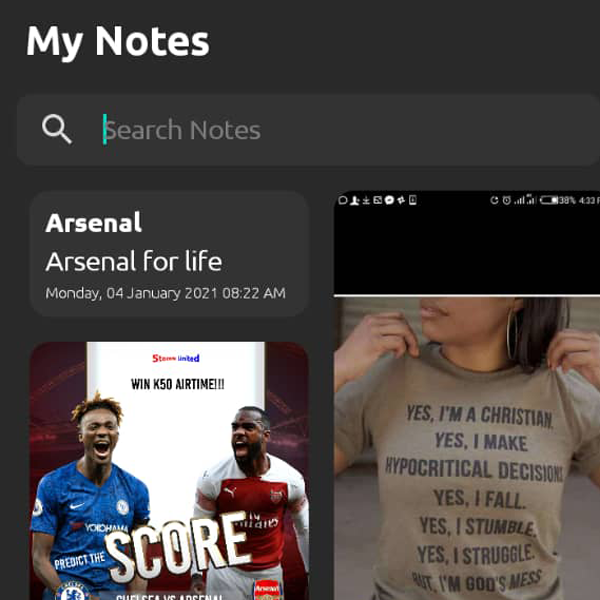 My Notes
Search Notes
Arsenal
Arsenal for life
Monday, 04 January 2021 08:22 AM
Stores United
WIN K50 AIRTIME!!!
YOKOHAMA
PREDICT THE
SCORE
CHELSEA VS ARSENAL
Arsenal
38% 4:33
YES, I'M A CHRISTIAN.
YES, I MAKE
HYPOCRITICAL DECISIONS
YES, I FALL.
YES, I STUMBLE.
YES, I STRUGGLE.
BUT, I'M GOD'S MESS